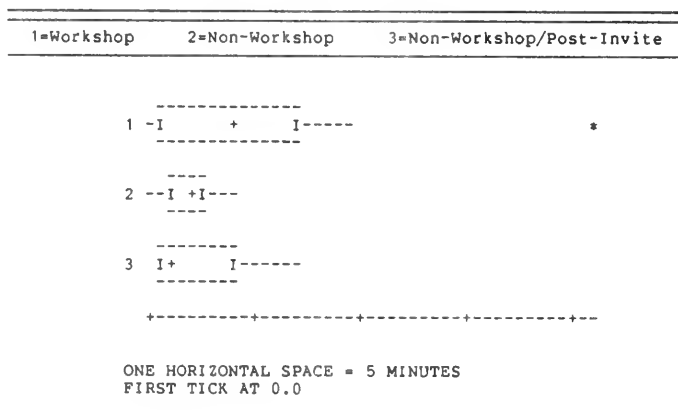 1=Workshop 2=Non-Workshop 3=Non-Workshop/Post-Invite
--------------
1 -I + I----- *
--------------
----
2 --I +I---
----
--------
3 I+ I------
--------
+---------+---------+---------+---------+--
ONE HORIZONTAL SPACE = 5 MINUTES
FIRST TICK AT 0.0